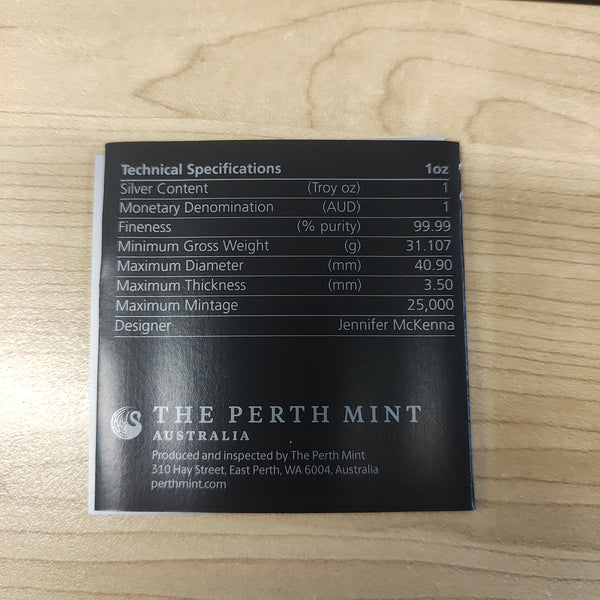 Technical Specifications 1oz
Silver Content (Troy oz) 1
Monetary Denomination (AUD) 1
Fineness (% purity) 99.99
Minimum Gross Weight (g) 31.107
Maximum Diameter (mm) 40.90
Maximum Thickness (mm) 3.50
Maximum Mintage 25,000
Designer Jennifer McKenna
THE PERTH MINT
AUSTRALIA
Produced and inspected by The Perth Mint
310 Hay Street, East Perth, WA 6004, Australia
perthmint.com